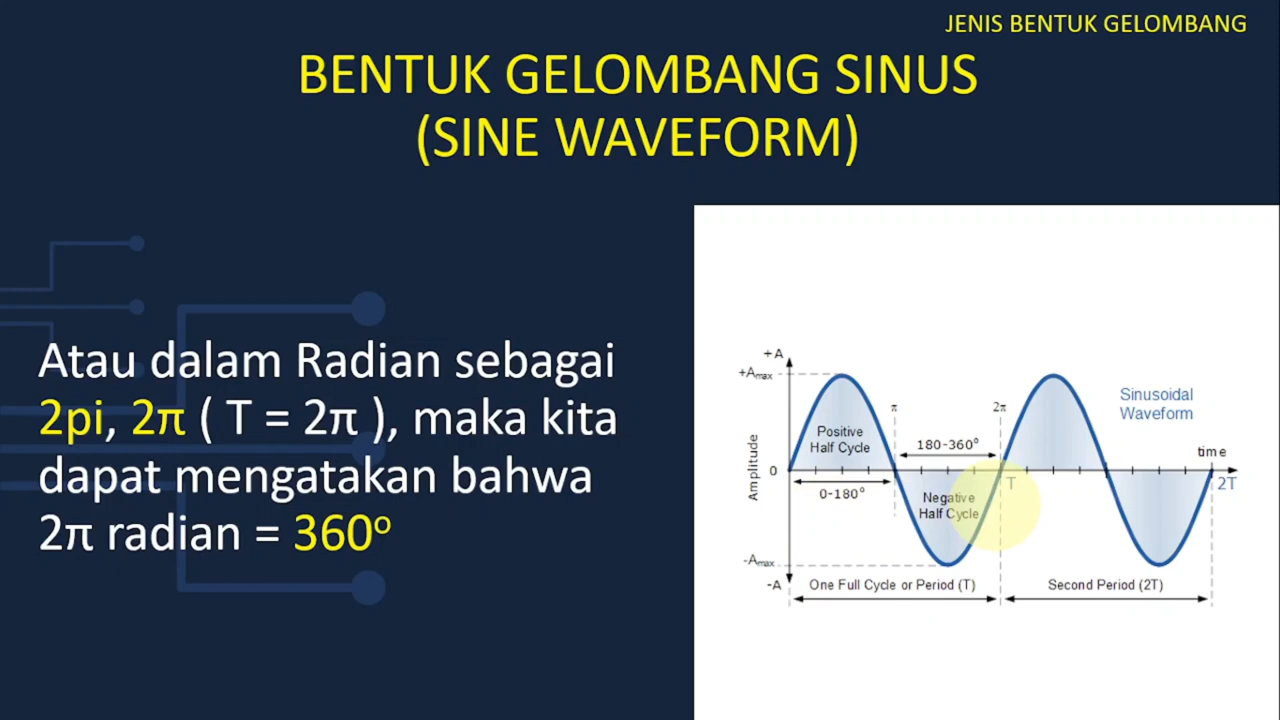 JENIS BENTUK GELOMBANG
BENTUK GELOMBANG SINUS
(SINE WAVEFORM)
Atau dalam Radian sebagai
2pi, 2π ( T = 2π ), maka kita
dapat mengatakan bahwa
2π radian = 360°
+A
+Amax
π
2π
Sinusoidal
Waveform
Positive
Half Cycle
180-360°
time
Amplitude
0
T
2T
0-180°
Negative
Half Cycle
-Amax
-A
One Full Cycle or Period (T)
Second Period (2T)